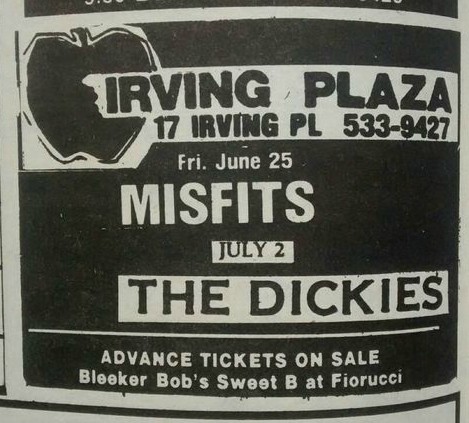 IRVING PLAZA
17 IRVING PL 533-9427
Fri. June 25
MISFITS
JULY 2
THE DICKIES
ADVANCE TICKETS ON SALE
Bleeker Bob's Sweet B at Fiorucci